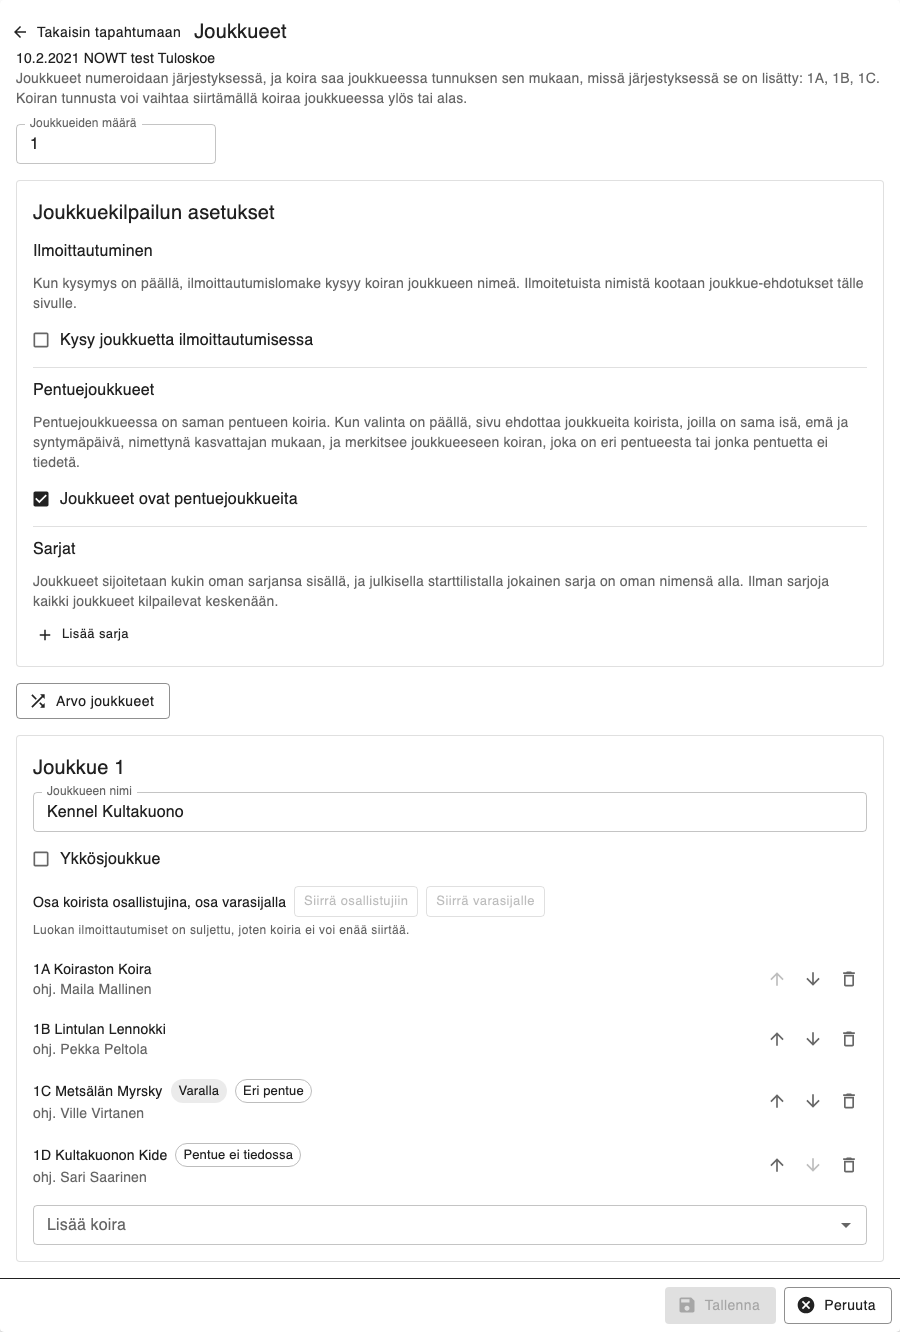 Takaisin tapahtumaan Joukkueet
10.2.2021 NOWT test Tuloskoe
Joukkueet numeroidaan järjestyksessä, ja koira saa joukkueessa tunnuksen sen mukaan, missä järjestyksessä se on lisätty: 1A, 1B, 1C.
Koiran tunnusta voi vaihtaa siirtämällä koiraa joukkueessa ylös tai alas.
Joukkueiden määrä
1
Joukkuekilpailun asetukset
Ilmoittautuminen
Kun kysymys on päällä, ilmoittautumislomake kysyy koiran joukkueen nimeä. Ilmoitetuista nimistä kootaan joukkue-ehdotukset tälle
sivulle.
Kysy joukkuetta ilmoittautumisessa
Pentuejoukkueet
Pentuejoukkueessa on saman pentueen koiria. Kun valinta on päällä, sivu ehdottaa joukkueita koirista, joilla on sama isä, emä ja
syntymäpäivä, nimettynä kasvattajan mukaan, ja merkitsee joukkueeseen koiran, joka on eri pentueesta tai jonka pentuetta ei
tiedetä.
Joukkueet ovat pentuejoukkueita
Sarjat
Joukkueet sijoitetaan kukin oman sarjansa sisällä, ja julkisella starttilistalla jokainen sarja on oman nimensä alla. Ilman sarjoja
kaikki joukkueet kilpailevat keskenään.
Lisää sarja
Arvo joukkueet
Joukkue 1
Joukkueen nimi
Kennel Kultakuono
Ykkösjoukkue
Osa koirista osallistujina, osa varasijalla Siirrä osallistujiin Siirrä varasijalle
Luokan ilmoittautumiset on suljettu, joten koiria ei voi enää siirtää.
1A Koiraston Koira
ohj. Maila Mallinen
1B Lintulan Lennokki
ohj. Pekka Peltola
1C Metsälän Myrsky Varalla Eri pentue
ohj. Ville Virtanen
1D Kultakuonon Kide Pentue ei tiedossa
ohj. Sari Saarinen
Lisää koira
Tallenna Peruuta